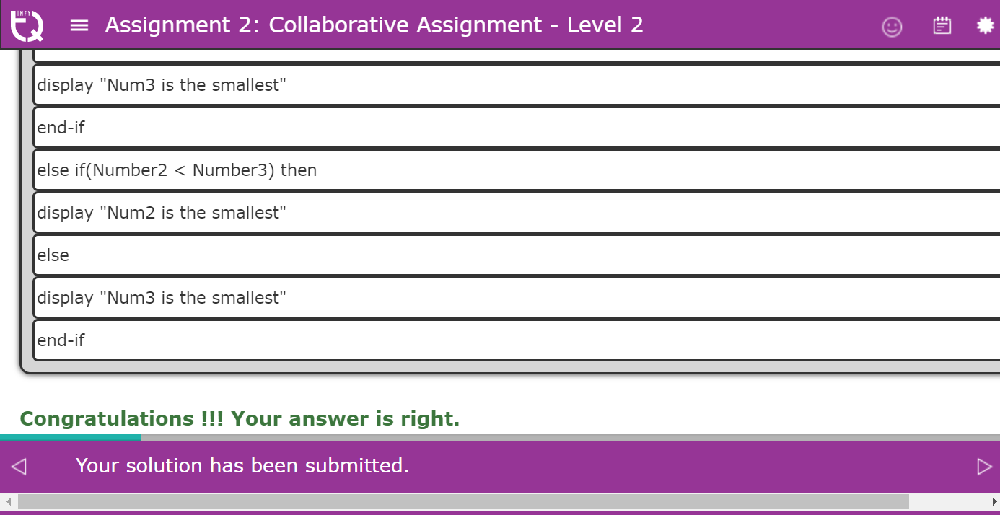 INFY
TQ
Assignment 2: Collaborative Assignment - Level 2
display "Num3 is the smallest"
end-if
else if(Number2 < Number3) then
display "Num2 is the smallest"
else
display "Num3 is the smallest"
end-if
Congratulations !!! Your answer is right.
Your solution has been submitted.